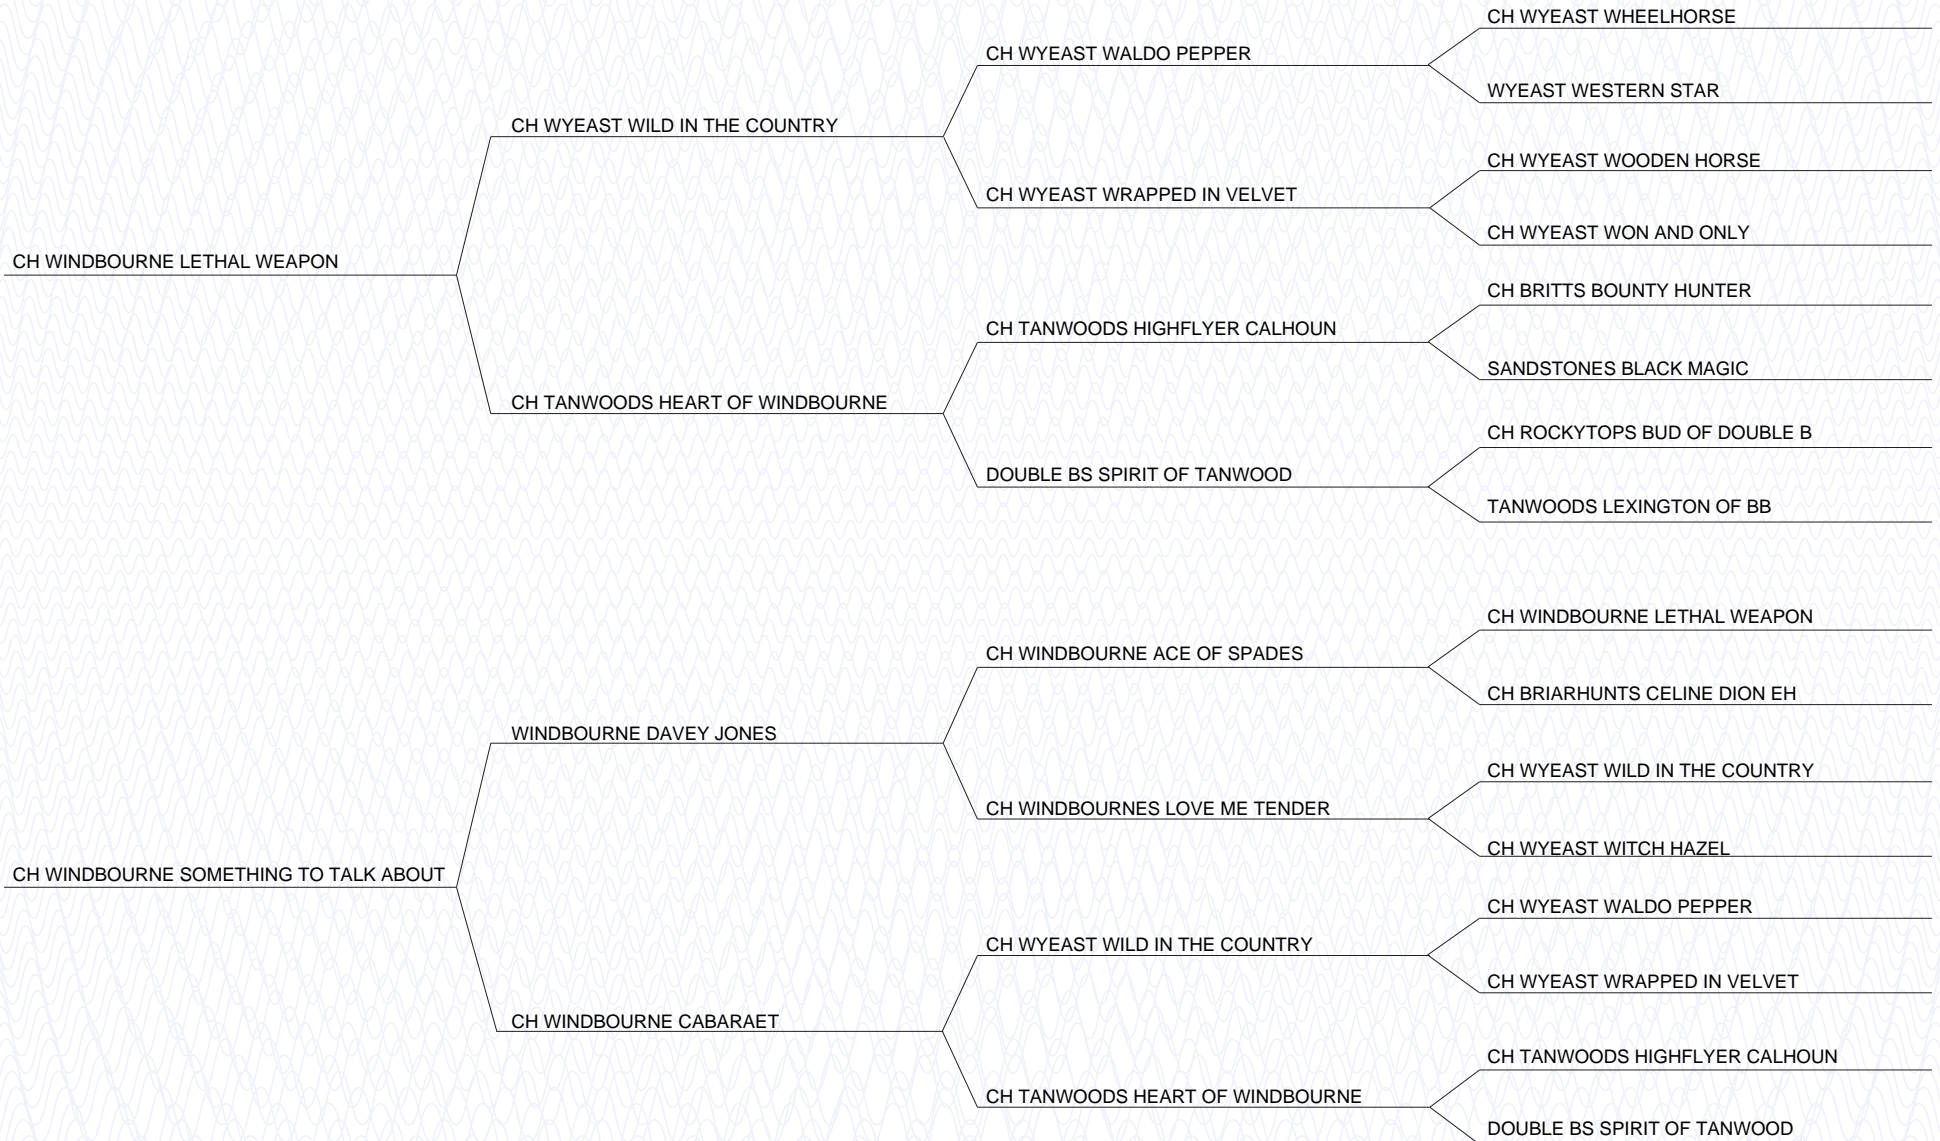 CH WYEAST WHEELHORSE
CH WYEAST WALDO PEPPER
WYEAST WESTERN STAR
CH WYEAST WILD IN THE COUNTRY
CH WYEAST WOODEN HORSE
CH WYEAST WRAPPED IN VELVET
CH WYEAST WON AND ONLY
CH WINDBOURNE LETHAL WEAPON
CH BRITTS BOUNTY HUNTER
CH TANWOODS HIGHFLYER CALHOUN
SANDSTONES BLACK MAGIC
CH TANWOODS HEART OF WINDBOURNE
CH ROCKYTOPS BUD OF DOUBLE B
DOUBLE BS SPIRIT OF TANWOOD
TANWOODS LEXINGTON OF BB
CH WINDBOURNE LETHAL WEAPON
CH WINDBOURNE ACE OF SPADES
CH BRIARHUNTS CELINE DION EH
WINDBOURNE DAVEY JONES
CH WYEAST WILD IN THE COUNTRY
CH WINDBOURNES LOVE ME TENDER
CH WYEAST WITCH HAZEL
CH WINDBOURNE SOMETHING TO TALK ABOUT
CH WYEAST WALDO PEPPER
CH WYEAST WILD IN THE COUNTRY
CH WYEAST WRAPPED IN VELVET
CH WINDBOURNE CABARAET
CH TANWOODS HIGHFLYER CALHOUN
CH TANWOODS HEART OF WINDBOURNE
DOUBLE BS SPIRIT OF TANWOOD